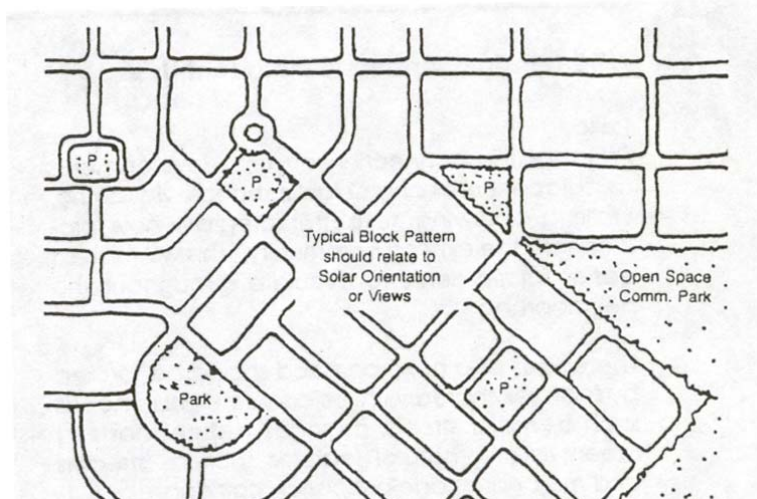 P
P
P
Typical Block Pattern
should relate to
Solar Orientation
or Views
Open Space
Comm. Park
P
Park